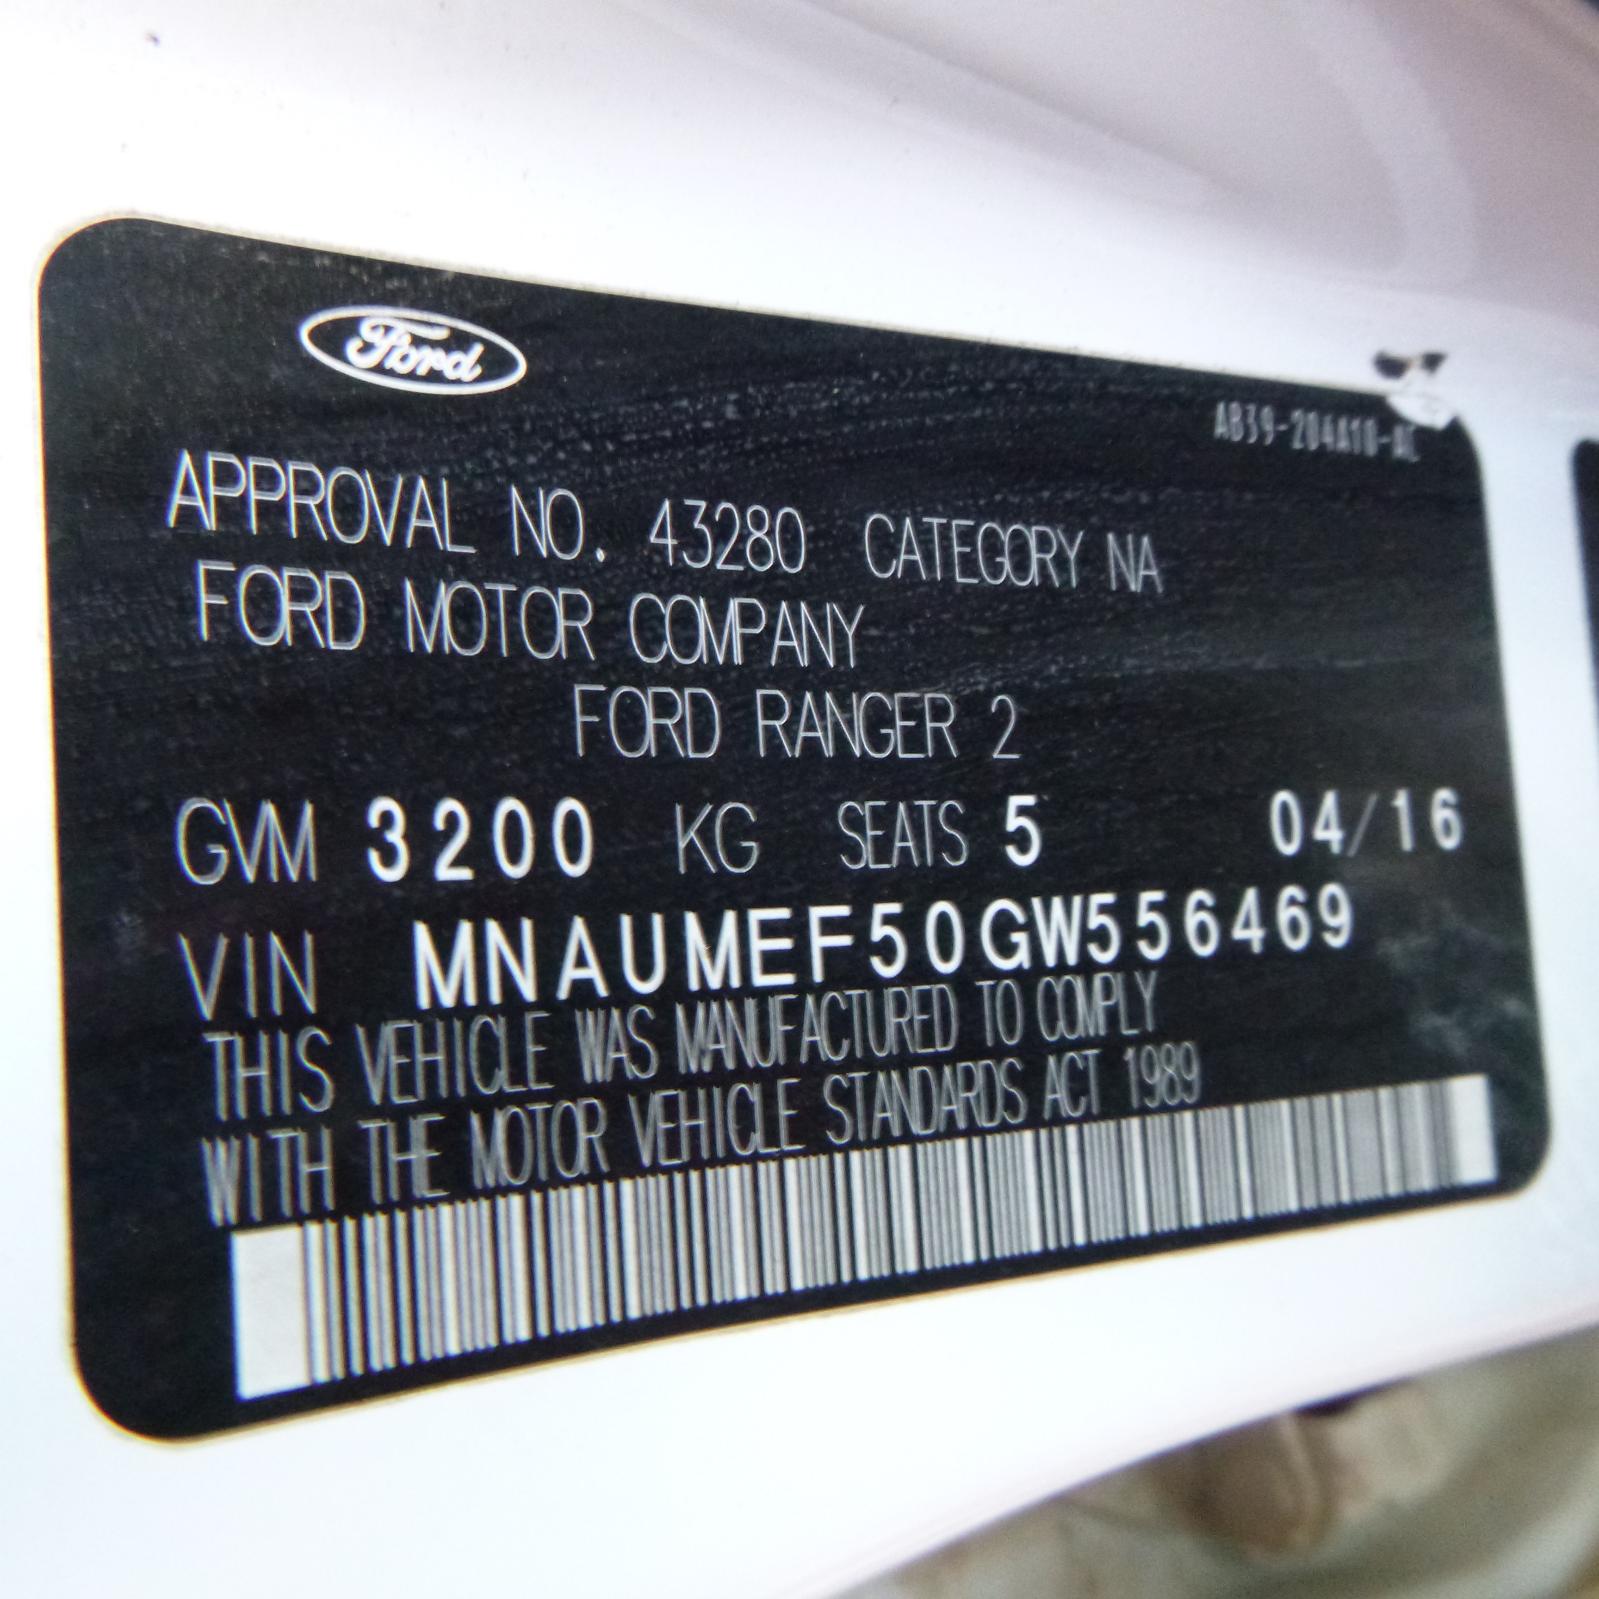 Ford
AB39-204A10-AE
APPROVAL NO. 43280 CATEGORY NA
FORD MOTOR COMPANY
FORD RANGER 2
GVM 3200 KG SEATS 5 04/16
VIN MNAUMEF50GW556469
THIS VEHICLE WAS MANUFACTURED TO COMPLY
WITH THE MOTOR VEHICLE STANDARDS ACT 1989